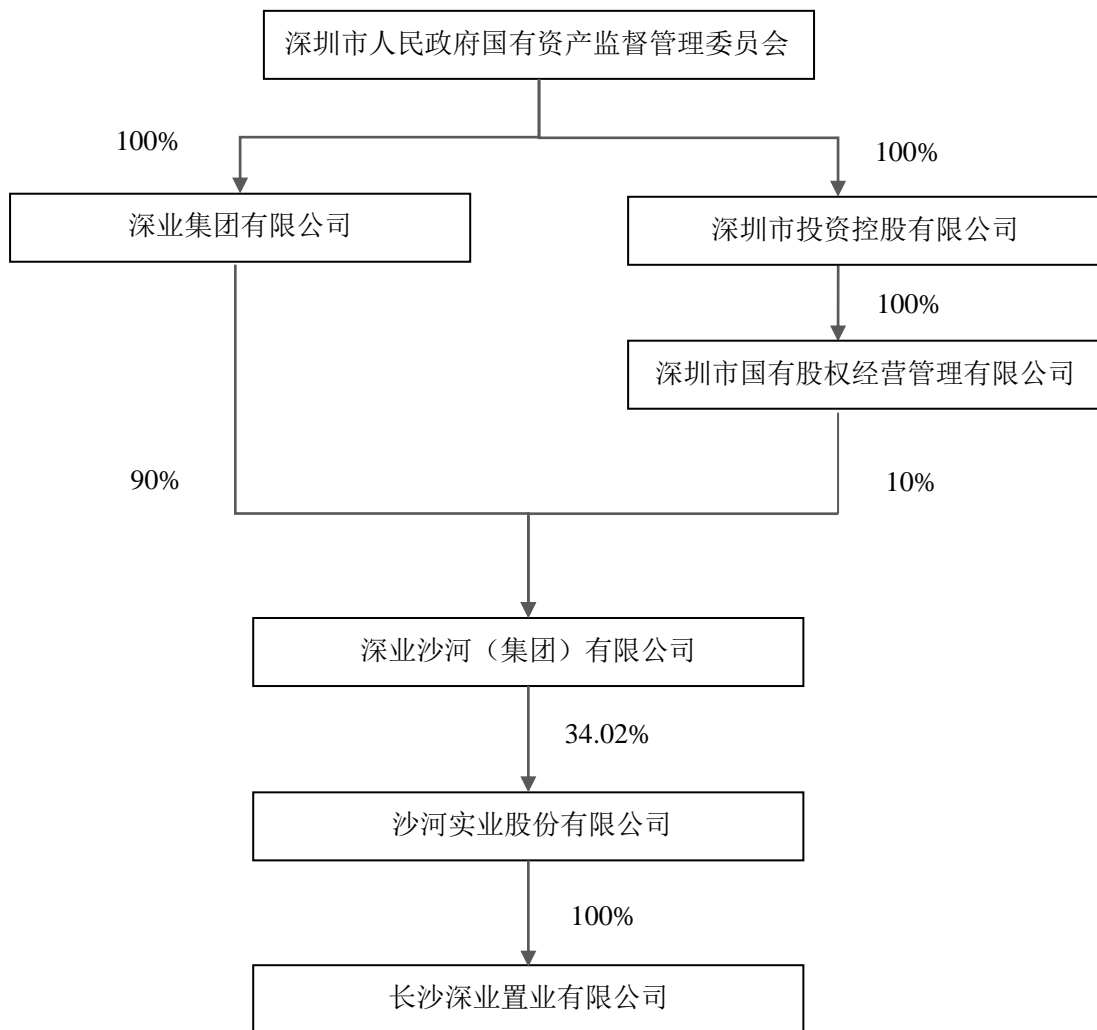 深圳市人民政府国有资产监督管理委员会
100%
100%
深业集团有限公司
深圳市投资控股有限公司
100%
深圳市国有股权经营管理有限公司
90%
10%
深业沙河（集团）有限公司
34.02%
沙河实业股份有限公司
100%
长沙深业置业有限公司